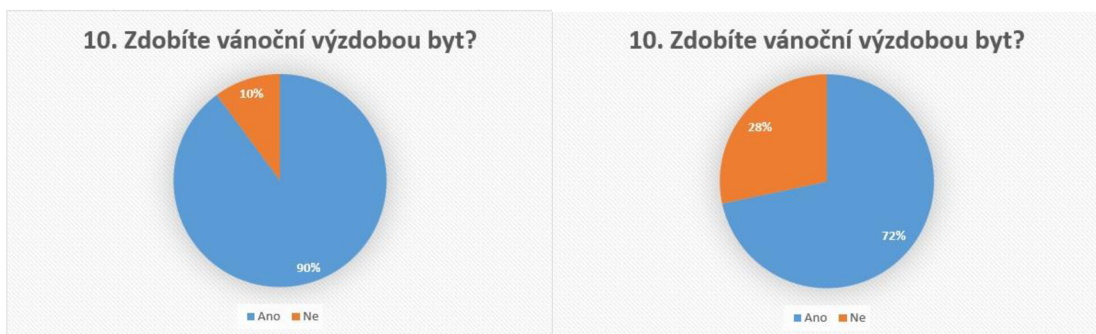 10. Zdobíte vánoční výzdobou byt?
10%
90%
Ano Ne
10. Zdobíte vánoční výzdobou byt?
28%
72%
Ano Ne